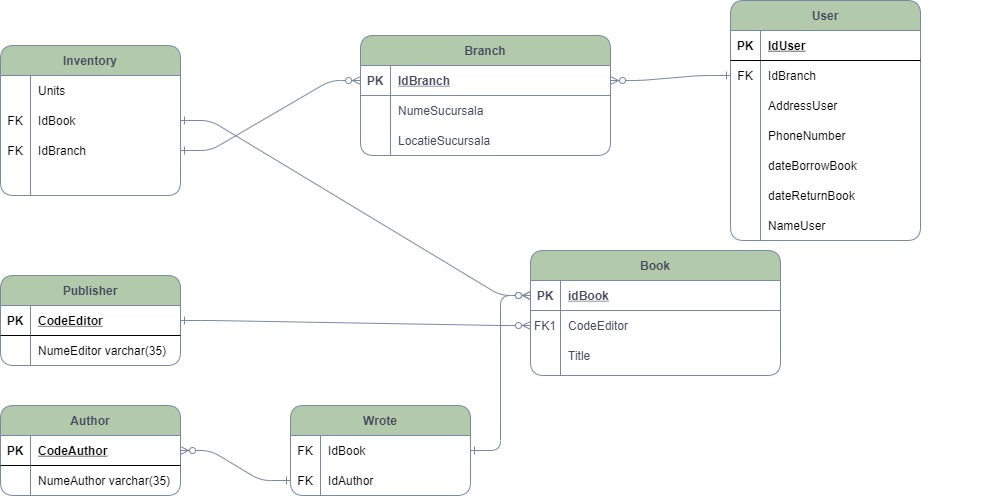 Inventory
Units
FK IdBook
FK IdBranch
Branch
PK IdBranch
NumeSucursala
LocatieSucursala
User
PK IdUser
FK IdBranch
AddressUser
PhoneNumber
dateBorrowBook
dateReturnBook
NameUser
Publisher
PK CodeEditor
NumeEditor varchar(35)
Book
PK idBook
FK1 CodeEditor
Title
Author
PK CodeAuthor
NumeAuthor varchar(35)
Wrote
FK IdBook
FK IdAuthor